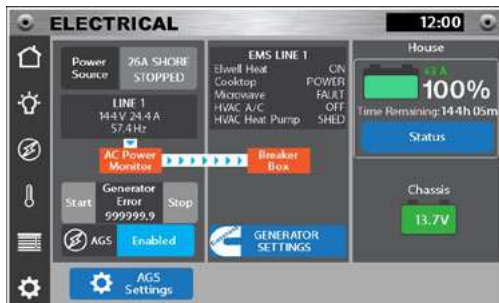 ELECTRICAL
12:00
Power Source
26A SHORE STOPPED
LINE 1
144 V 24.4 A
57.4 Hz
AC Power Monitor
Breaker Box
Start
Generator Error
999999.9
Stop
AGS
Enabled
AGS Settings
EMS LINE 1
Elwell Heat ON
Cooktop POWER
Microwave FAULT
HVAC A/C OFF
HVAC Heat Pump SHED
GENERATOR SETTINGS
House
100%
Time Remaining: 144h 05m
Status
Chassis
13.7V